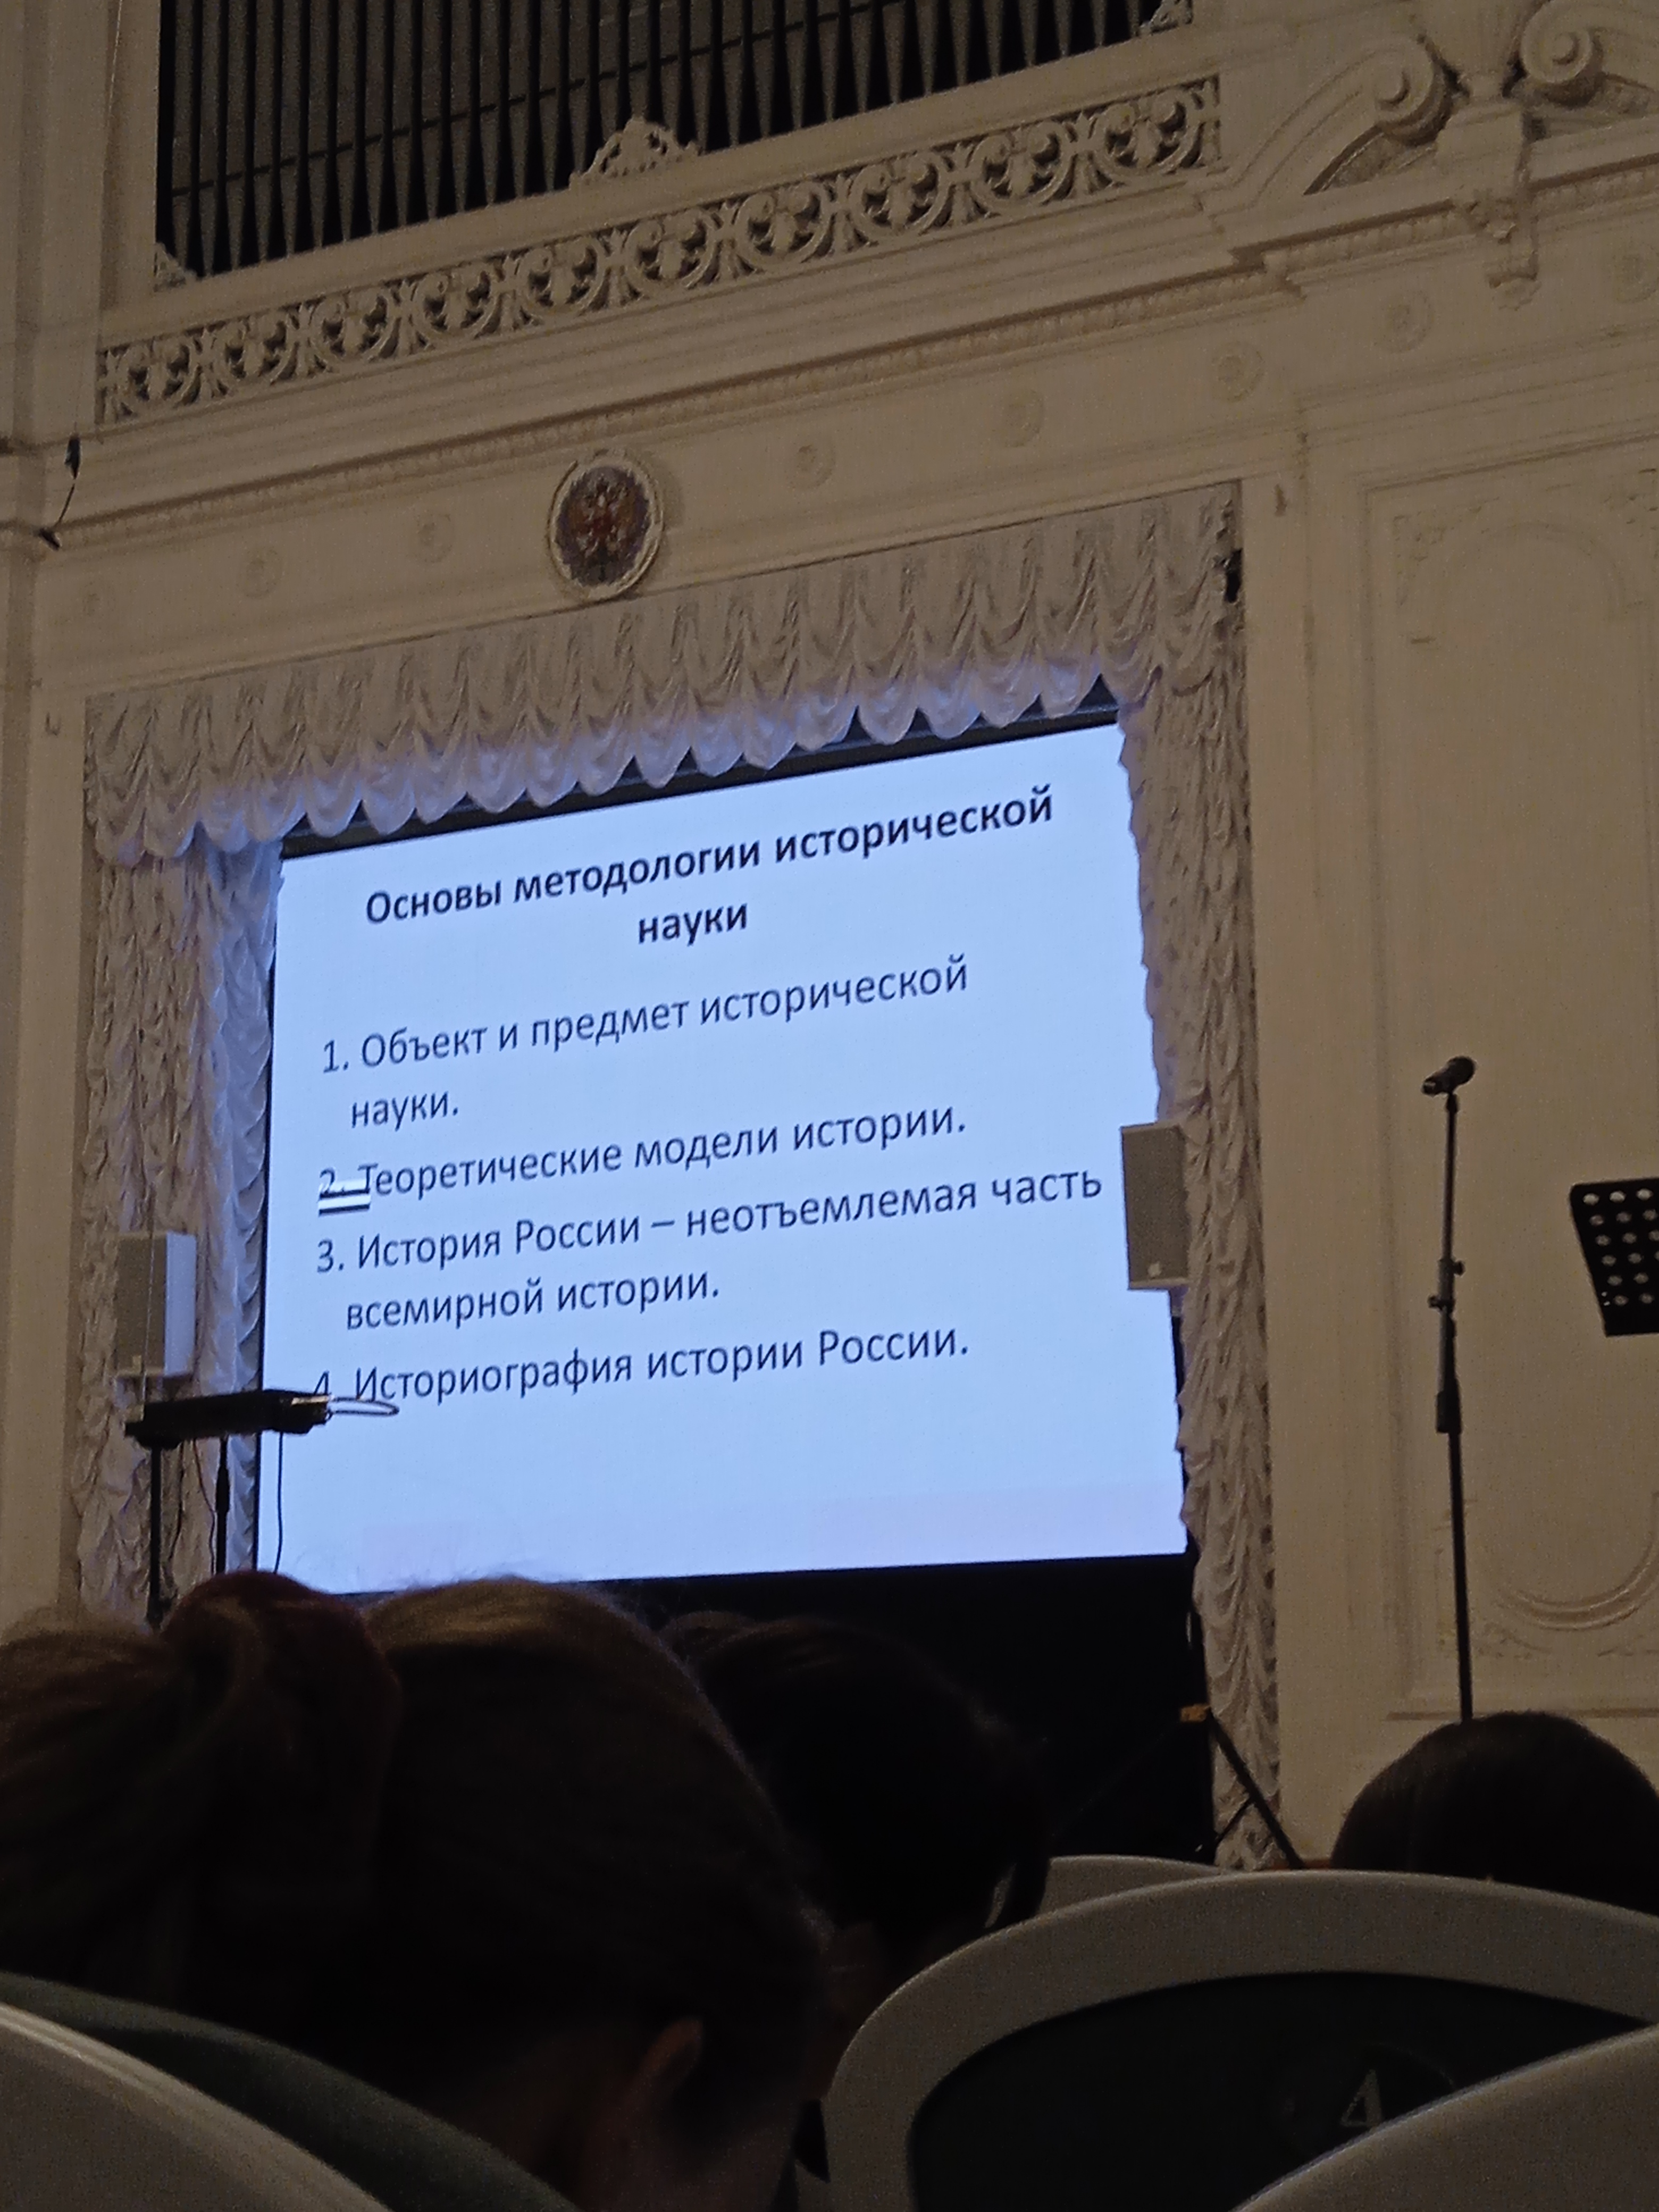 Основы методологии исторической
науки
1. Объект и предмет исторической
науки.
2. Теоретические модели истории.
3. История России – неотъемлемая часть
всемирной истории.
4. Историография истории России.
4